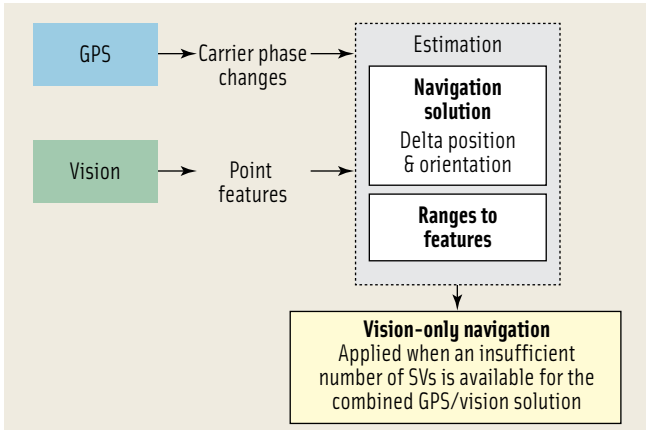 GPS
Carrier phase
changes
Estimation
Navigation
solution
Delta position
& orientation
Vision
Point
features
Ranges to
features
Vision-only navigation
Applied when an insufficient
number of SVs is available for the
combined GPS/vision solution